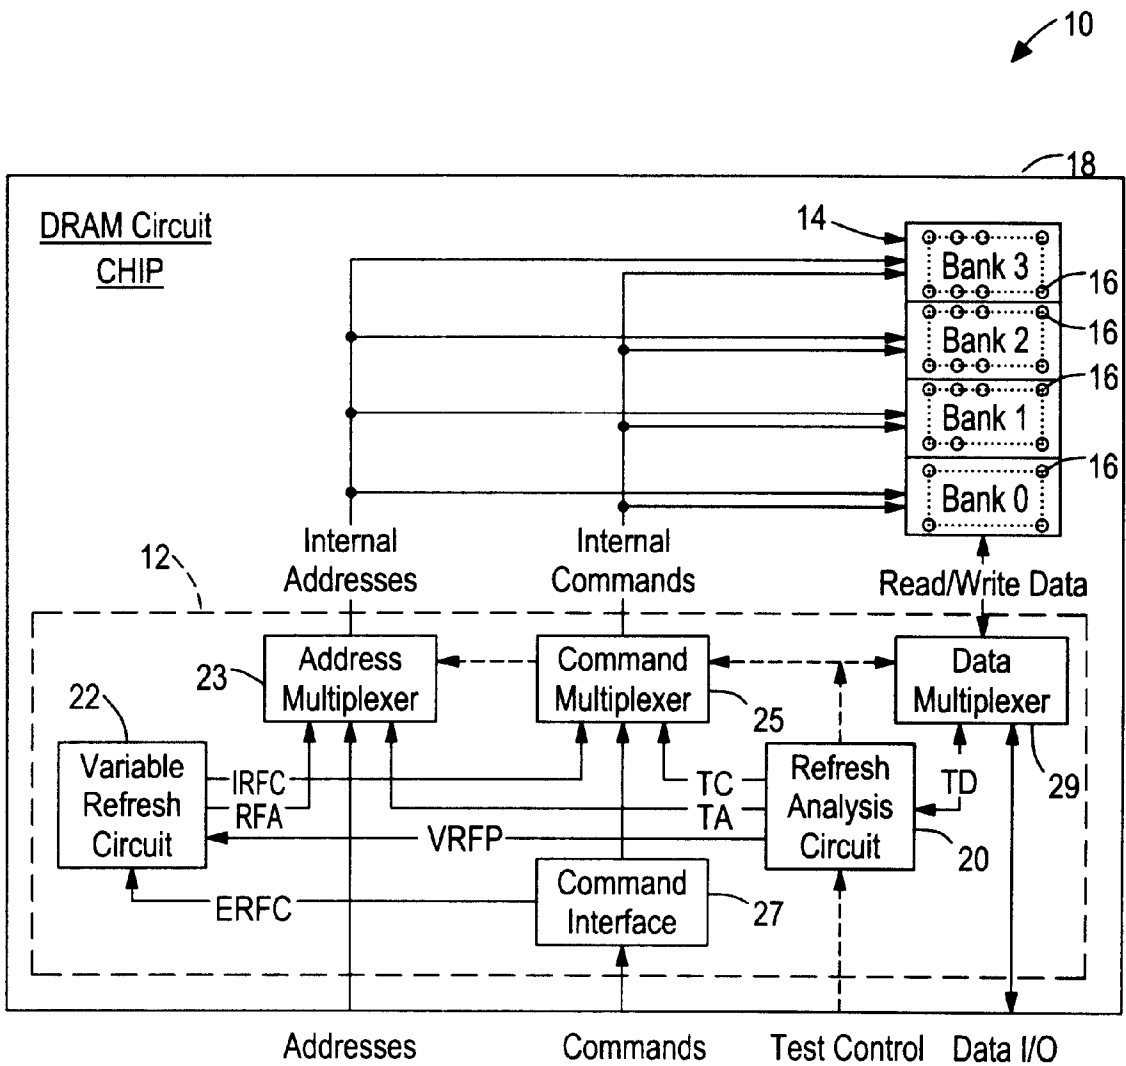 10
18
DRAM Circuit
CHIP
14
Bank 3
16
Bank 2
16
Bank 1
16
Bank 0
16
Internal
Addresses
Internal
Commands
Read/Write Data
12
Address
Multiplexer
23
Command
Multiplexer
25
Data
Multiplexer
29
22
Variable
Refresh
Circuit
IRFC
RFA
VRFP
ERFC
TC
TA
TD
Refresh
Analysis
Circuit
20
Command
Interface
27
Addresses
Commands
Test Control
Data I/O